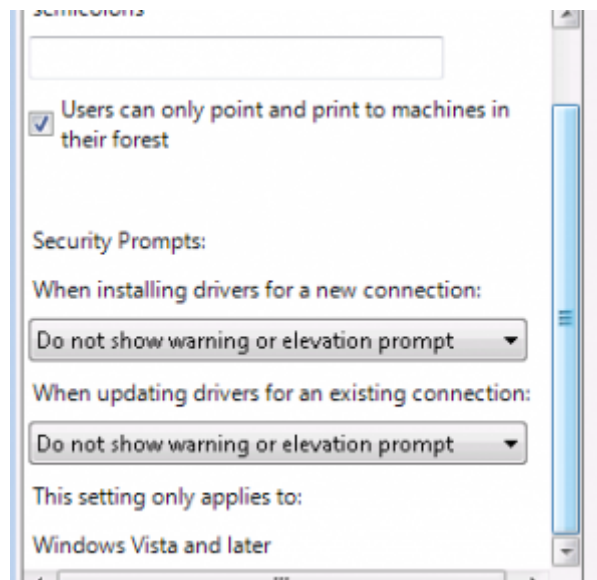 semicolons
Users can only point and print to machines in
their forest
Security Prompts:
When installing drivers for a new connection:
Do not show warning or elevation prompt
When updating drivers for an existing connection:
Do not show warning or elevation prompt
This setting only applies to:
Windows Vista and later